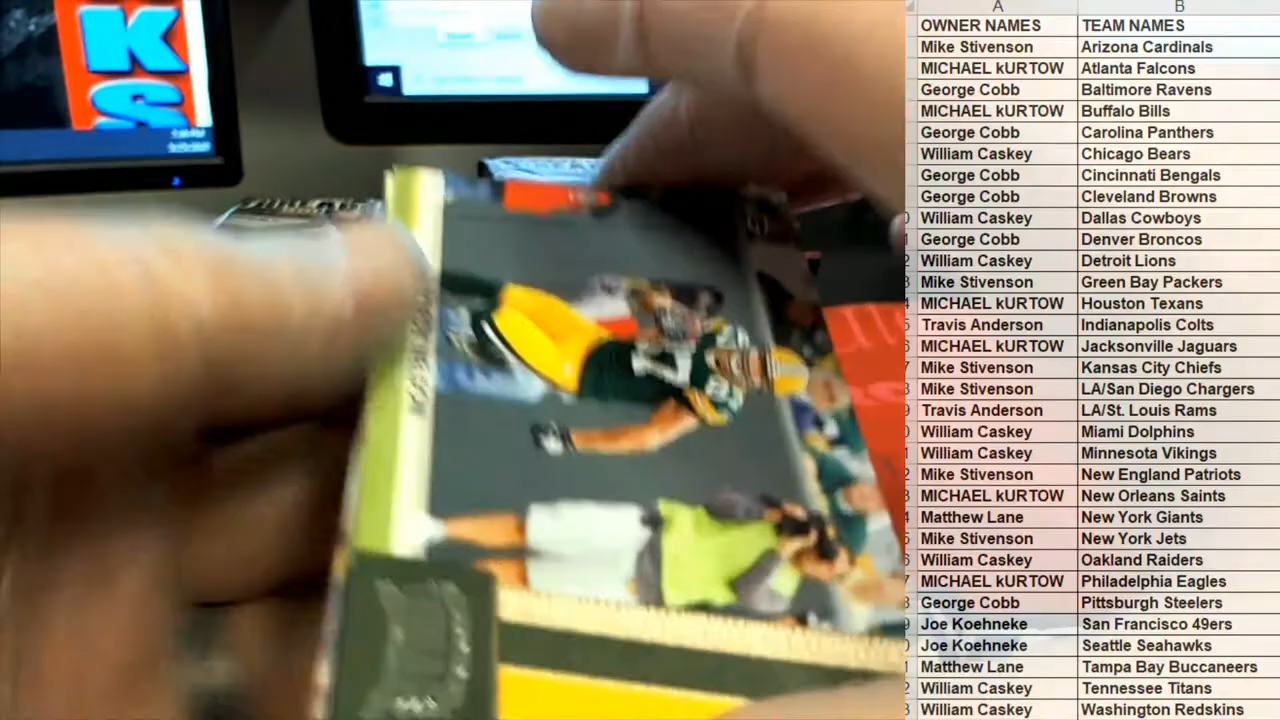 K
S
A B
OWNER NAMES TEAM NAMES
Mike Stivenson Arizona Cardinals
MICHAEL kURTOW Atlanta Falcons
George Cobb Baltimore Ravens
MICHAEL kURTOW Buffalo Bills
George Cobb Carolina Panthers
William Caskey Chicago Bears
George Cobb Cincinnati Bengals
George Cobb Cleveland Browns
William Caskey Dallas Cowboys
George Cobb Denver Broncos
William Caskey Detroit Lions
Mike Stivenson Green Bay Packers
MICHAEL kURTOW Houston Texans
Travis Anderson Indianapolis Colts
MICHAEL kURTOW Jacksonville Jaguars
Mike Stivenson Kansas City Chiefs
Mike Stivenson LA/San Diego Chargers
Travis Anderson LA/St. Louis Rams
William Caskey Miami Dolphins
William Caskey Minnesota Vikings
Mike Stivenson New England Patriots
MICHAEL kURTOW New Orleans Saints
Matthew Lane New York Giants
Mike Stivenson New York Jets
William Caskey Oakland Raiders
MICHAEL kURTOW Philadelphia Eagles
George Cobb Pittsburgh Steelers
Joe Koehneke San Francisco 49ers
Joe Koehneke Seattle Seahawks
Matthew Lane Tampa Bay Buccaneers
William Caskey Tennessee Titans
William Caskey Washington Redskins